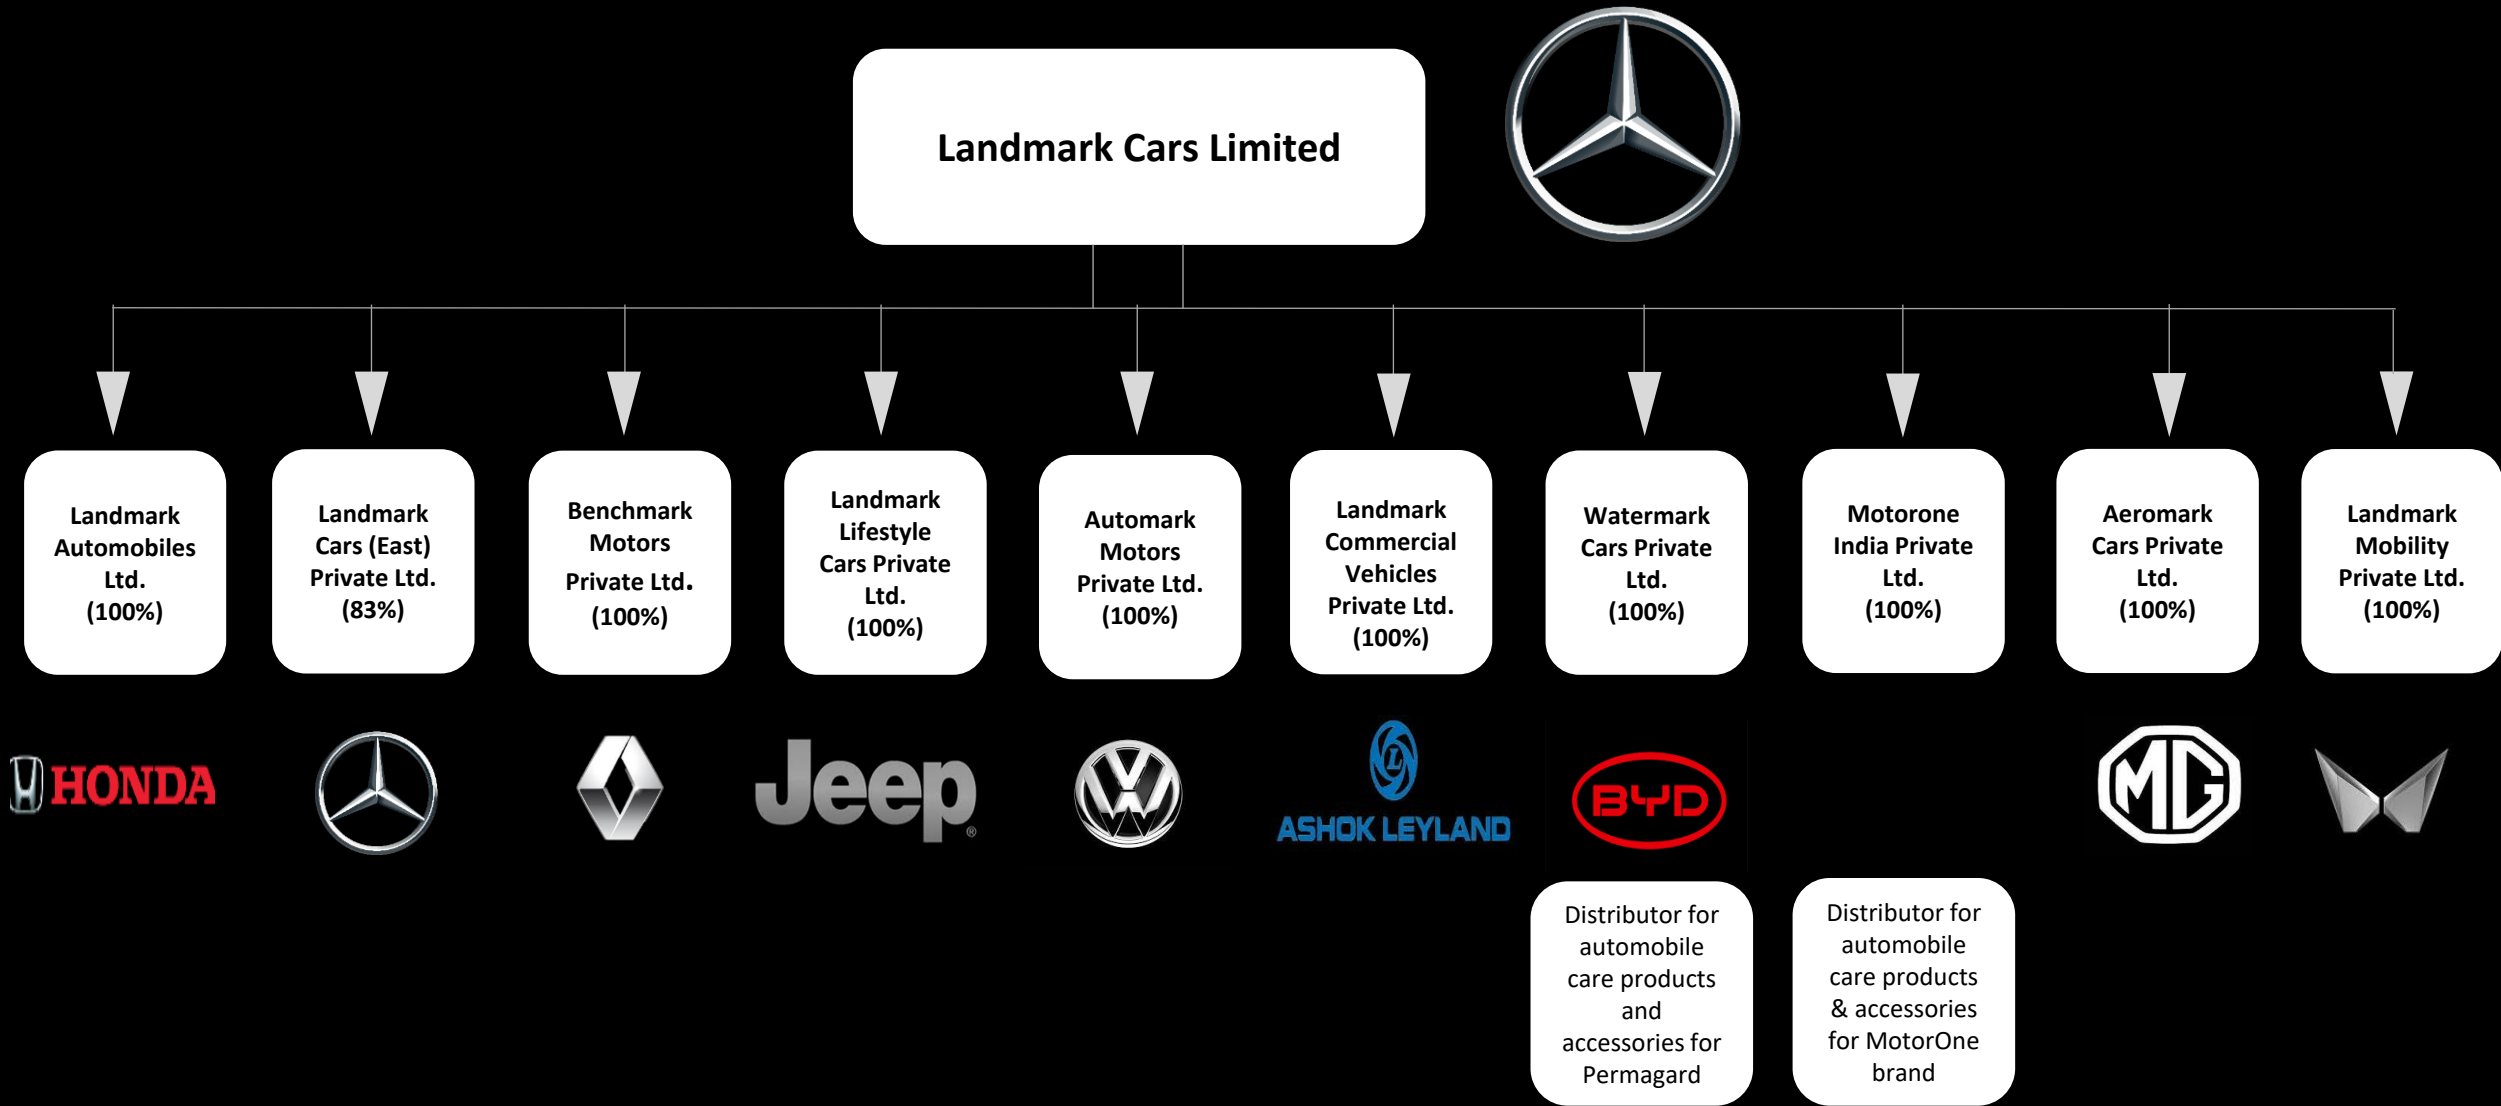 Landmark Cars Limited
Landmark
Automobiles
Ltd.
(100%)
Landmark
Cars (East)
Private Ltd.
(83%)
Benchmark
Motors
Private Ltd.
(100%)
Landmark
Lifestyle
Cars Private
Ltd.
(100%)
Automark
Motors
Private Ltd.
(100%)
Landmark
Commercial
Vehicles
Private Ltd.
(100%)
Watermark
Cars Private
Ltd.
(100%)
Motorone
India Private
Ltd.
(100%)
Aeromark
Cars Private
Ltd.
(100%)
Landmark
Mobility
Private Ltd.
(100%)
HONDA
Jeep®
L
ASHOK LEYLAND
BYD
MG
Distributor for
automobile
care products
and
accessories for
Permagard
Distributor for
automobile
care products
& accessories
for MotorOne
brand